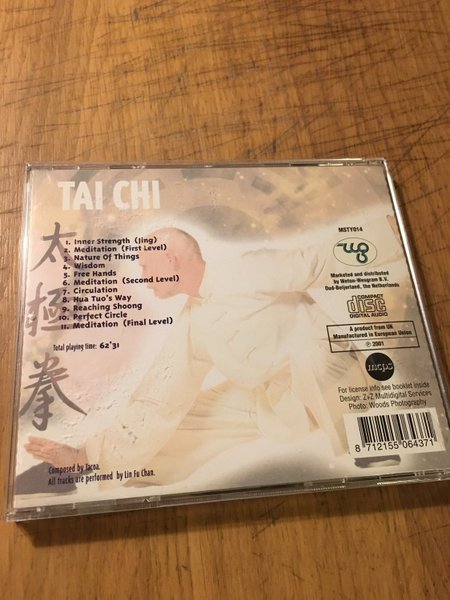 TAI CHI
太
極
拳
1. Inner Strength (Jing)
2. Meditation (First Level)
3. Nature Of Things
4. Wisdom
5. Free Hands
6. Meditation (Second Level)
7. Circulation
8. Hua Tuo's Way
9. Reaching Shoong
10. Perfect Circle
11. Meditation (Final Level)
Total playing time: 62'31
Composed by Tacoa.
All tracks are performed by Lin Fu Chan.
MSTY014
Marketed and distributed
by Weton-Wesgram B.V.
Oud-Beijerland, the Netherlands
COMPACT
disc
DIGITAL AUDIO
A product from UN
Manufactured in European Union
℗ 2001
mcps
For license info see booklet inside
Design: Z+Z Multidigital Services
Photo: Woods Photography
8 712155 064371